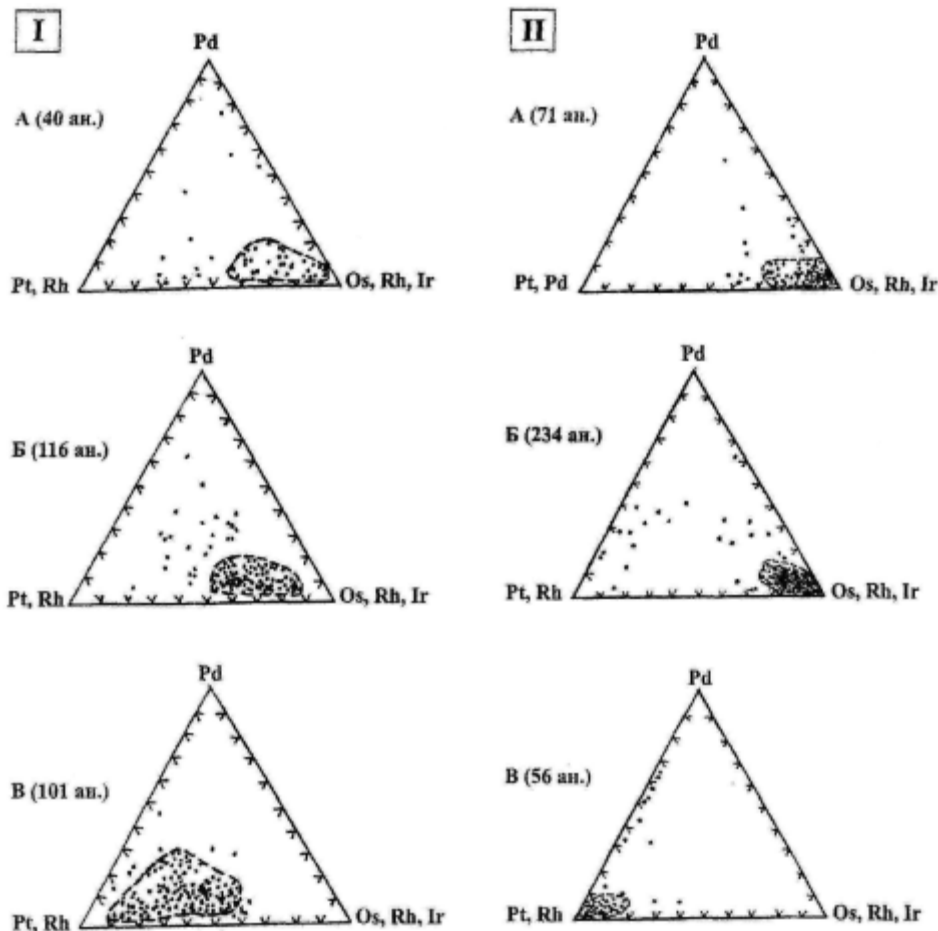 I
II
Pd
Pd
А (40 ан.)
А (71 ан.)
Pt, Rh
Os, Rh, Ir
Pt, Pd
Os, Rh, Ir
Pd
Pd
Б (116 ан.)
Б (234 ан.)
Pt, Rh
Os, Rh, Ir
Pt, Rh
Os, Rh, Ir
Pd
Pd
В (101 ан.)
В (56 ан.)
Pt, Rh
Os, Rh, Ir
Pt, Rh
Os, Rh, Ir